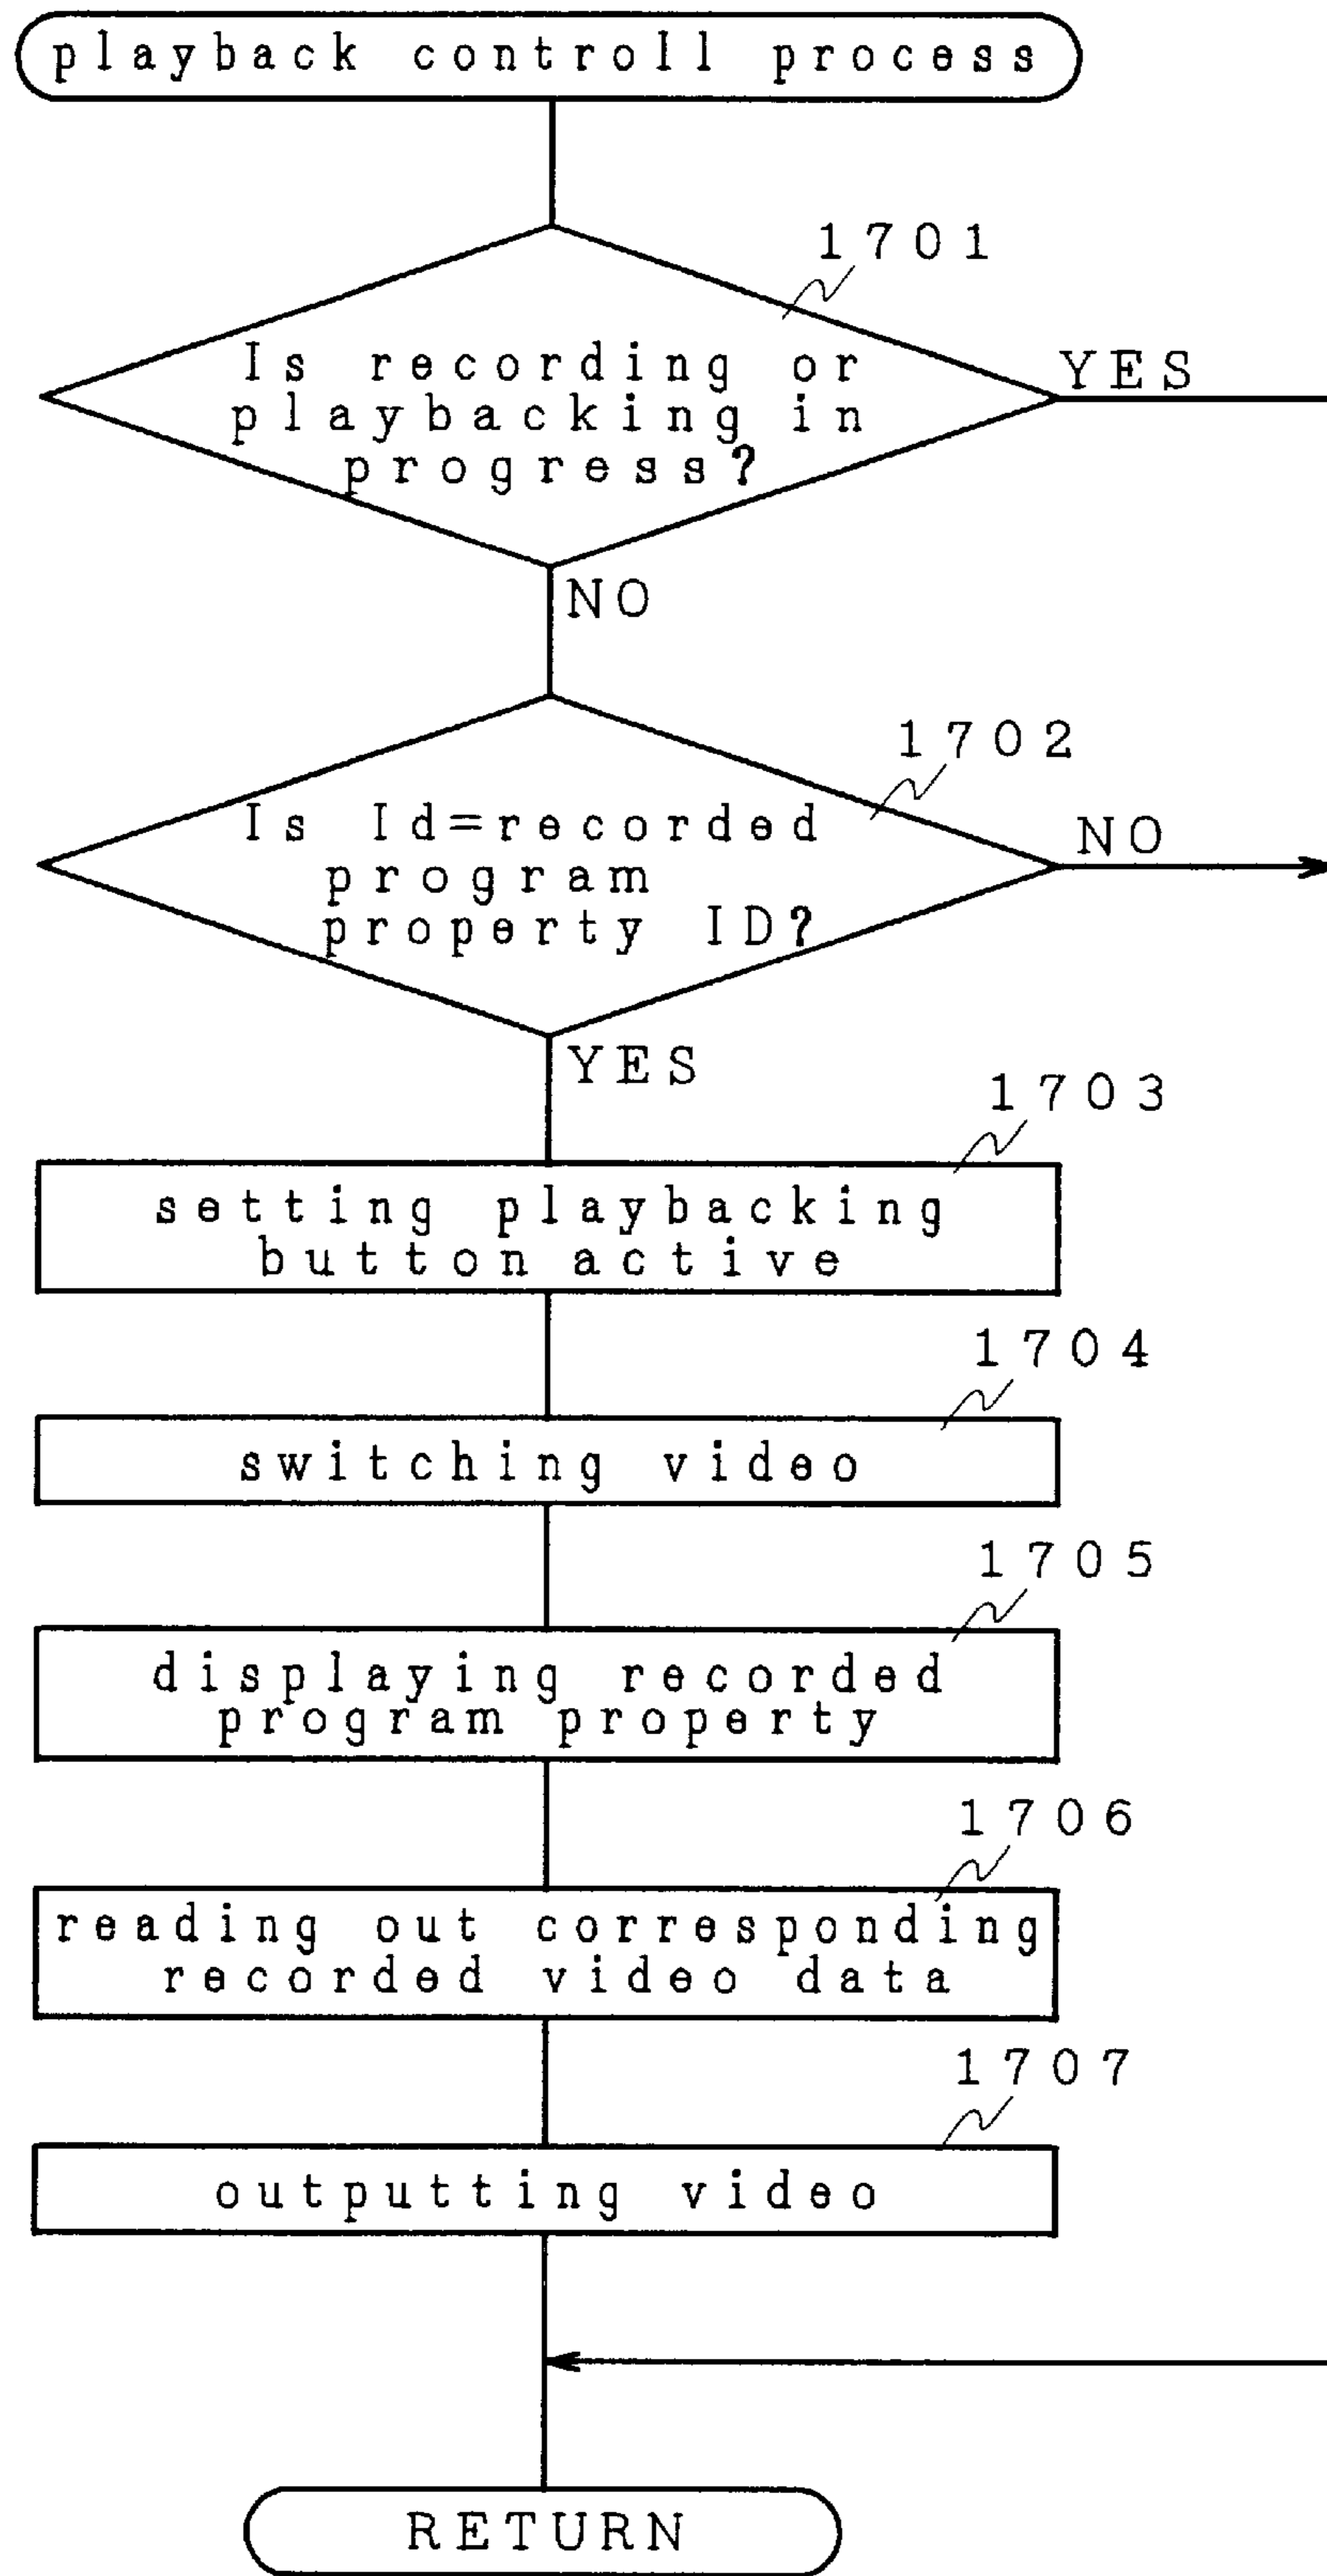 playback controll process
1701
Is recording or
playbacking in
progress?
YES
NO
1702
Is Id=recorded
program
property ID?
NO
YES
1703
setting playbacking
button active
1704
switching video
1705
displaying recorded
program property
1706
reading out corresponding
recorded video data
1707
outputting video
RETURN